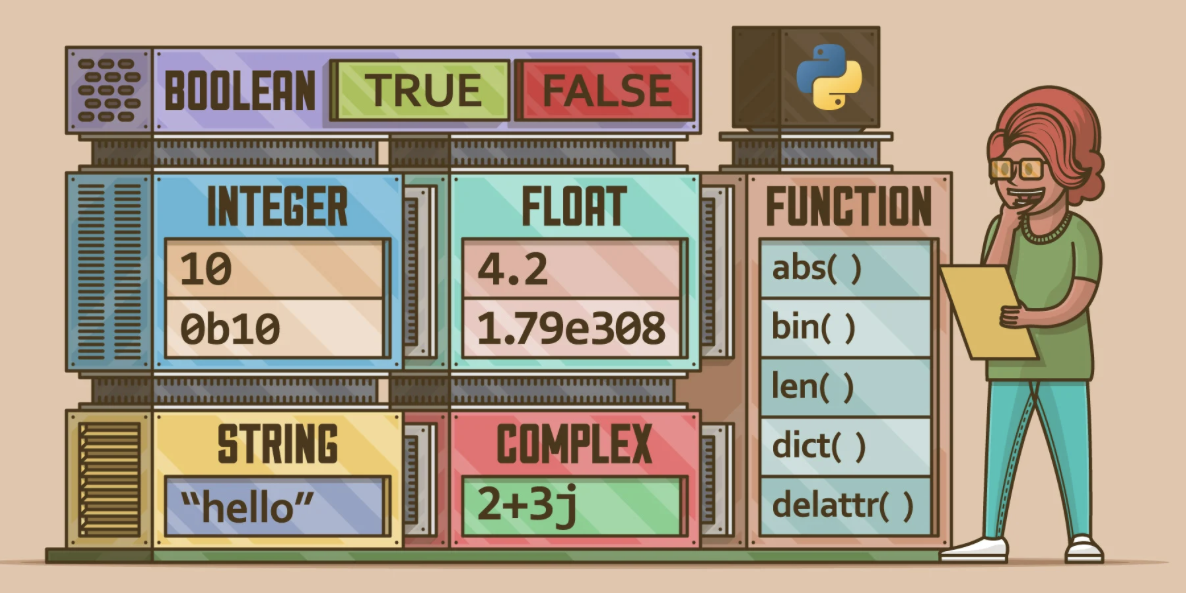 BOOLEAN TRUE FALSE
INTEGER
10
0b10
FLOAT
4.2
1.79e308
FUNCTION
abs( )
bin( )
len( )
dict( )
delattr( )
STRING
“hello”
COMPLEX
2+3j